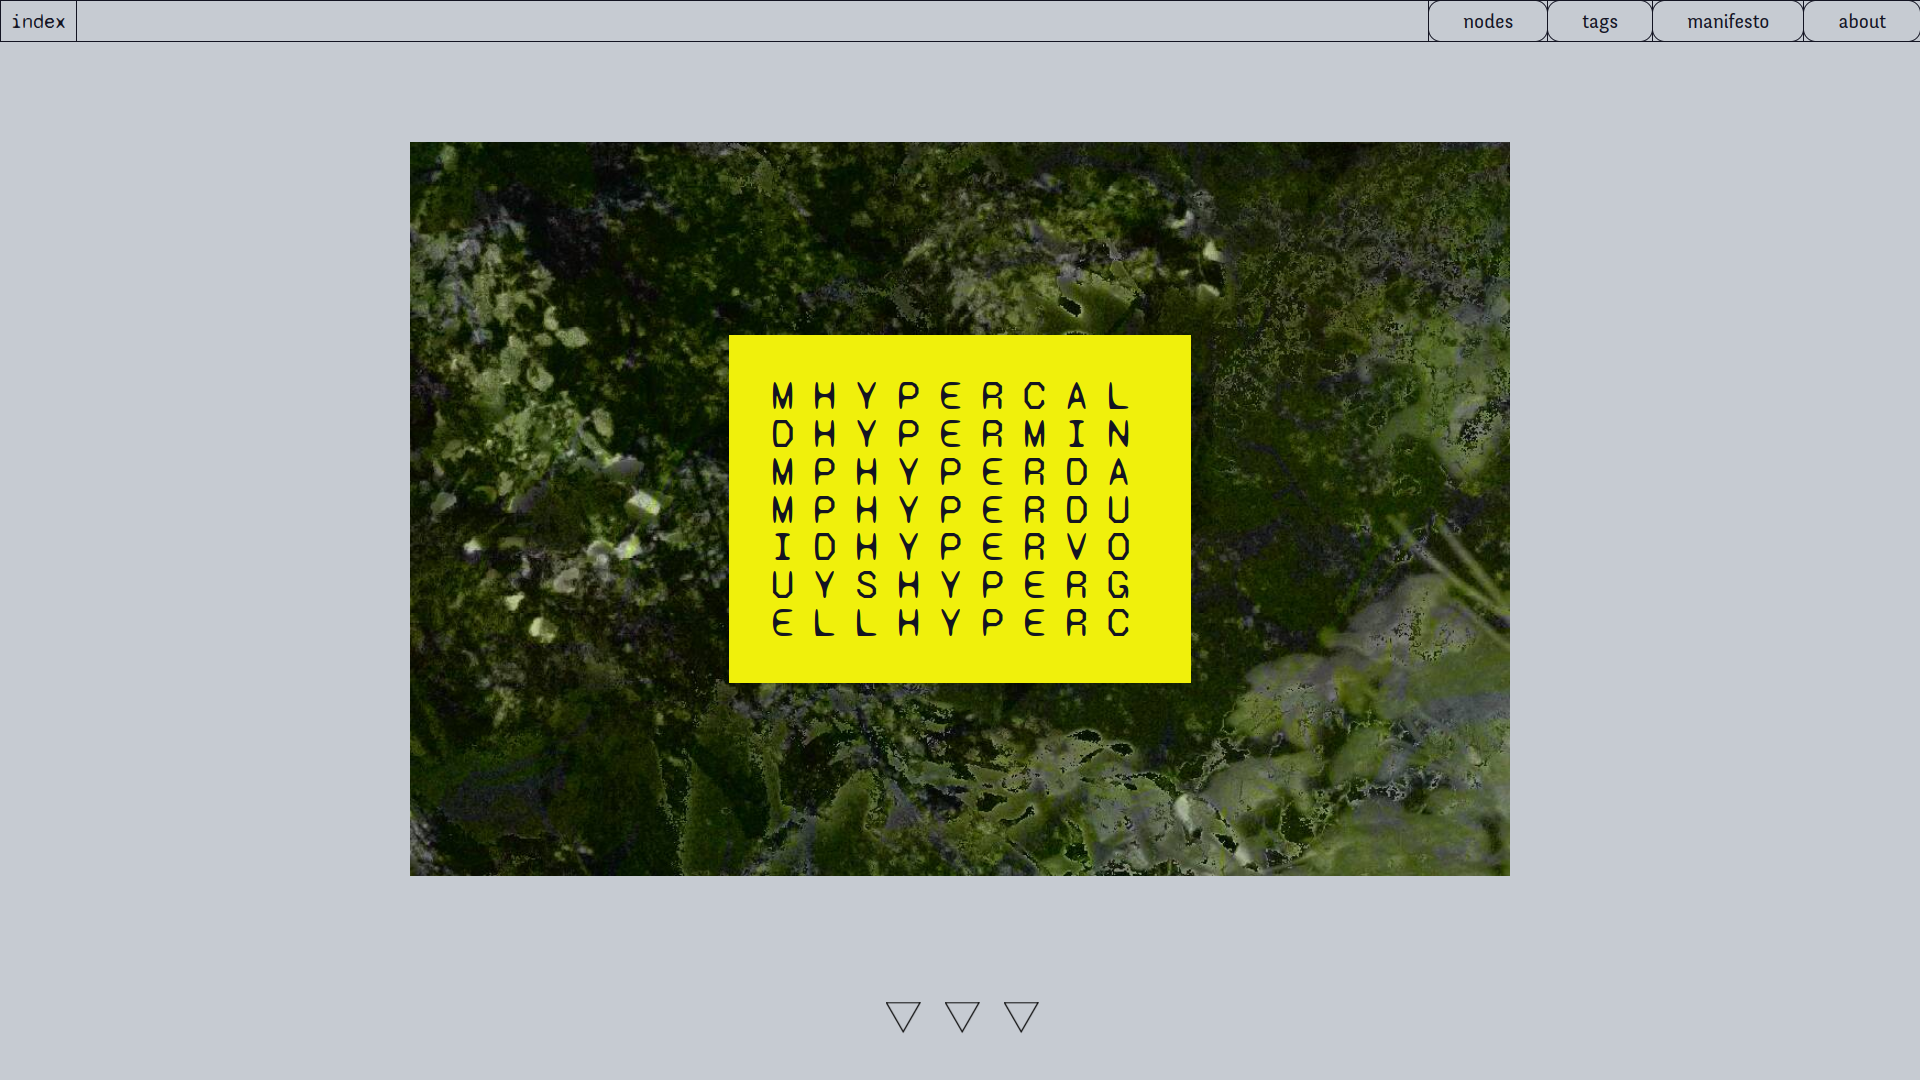 index nodes tags manifesto about
M H Y P E R C A L
D H Y P E R M I N
M P H Y P E R D A
M P H Y P E R D U
I D H Y P E R V O
U Y S H Y P E R G
E L L H Y P E R C